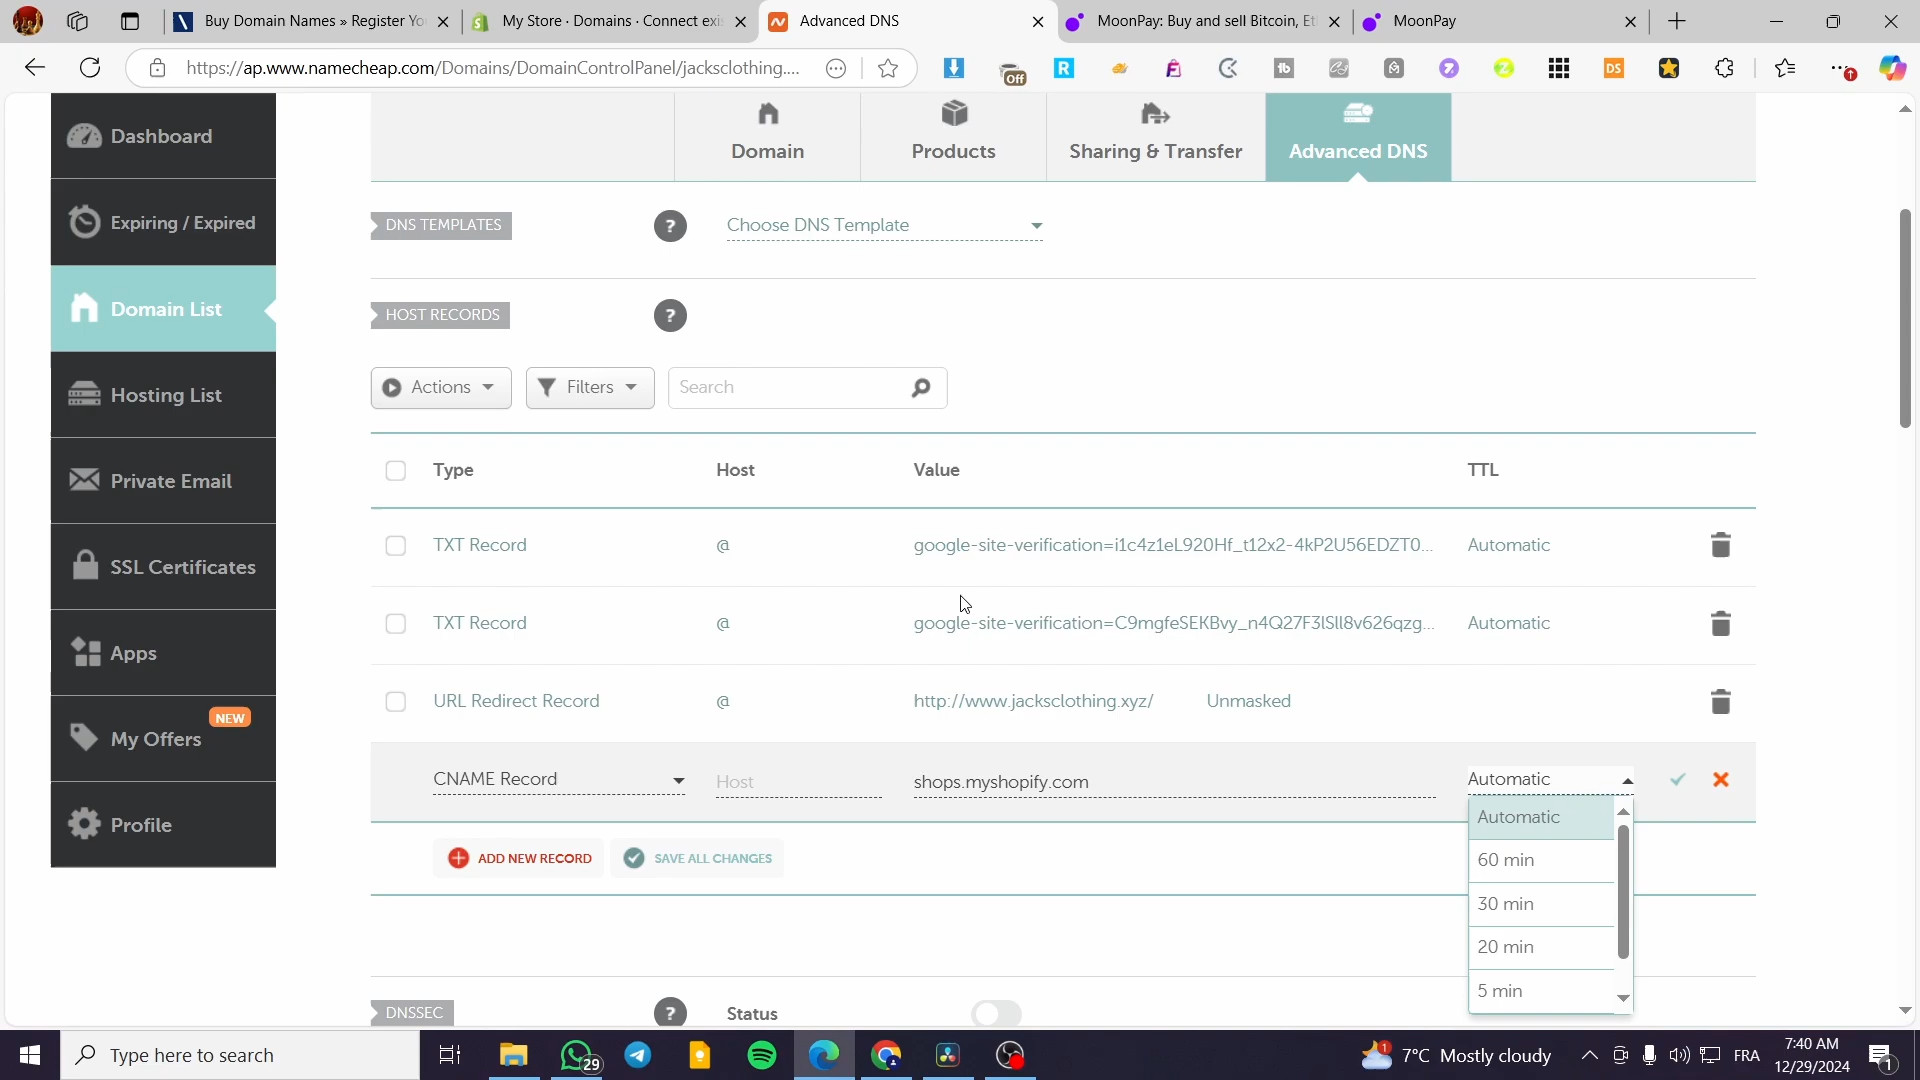 Buy Domain Names » Register Yo
My Store · Domains · Connect exi
Advanced DNS
MoonPay: Buy and sell Bitcoin, Et
MoonPay
https://ap.www.namecheap.com/Domains/DomainControlPanel/jacksclothing....
Off
Dashboard
Expiring / Expired
Domain List
Hosting List
Private Email
SSL Certificates
Apps
NEW
My Offers
Profile
Domain
Products
Sharing & Transfer
Advanced DNS
DNS TEMPLATES
?
Choose DNS Template
HOST RECORDS
?
Actions
Filters
Search
Type Host Value TTL
TXT Record @ google-site-verification=i1c4z1eL920Hf_t12x2-4kP2U56EDZT0... Automatic
TXT Record @ google-site-verification=C9mgfeSEKBvy_n4Q27F3lSll8v626qzg... Automatic
URL Redirect Record @ http://www.jacksclothing.xyz/ Unmasked
CNAME Record Host shops.myshopify.com Automatic
Automatic
60 min
30 min
20 min
5 min
ADD NEW RECORD
SAVE ALL CHANGES
DNSSEC
?
Status
Type here to search
29
7°C Mostly cloudy
FRA
7:40 AM
12/29/2024
1